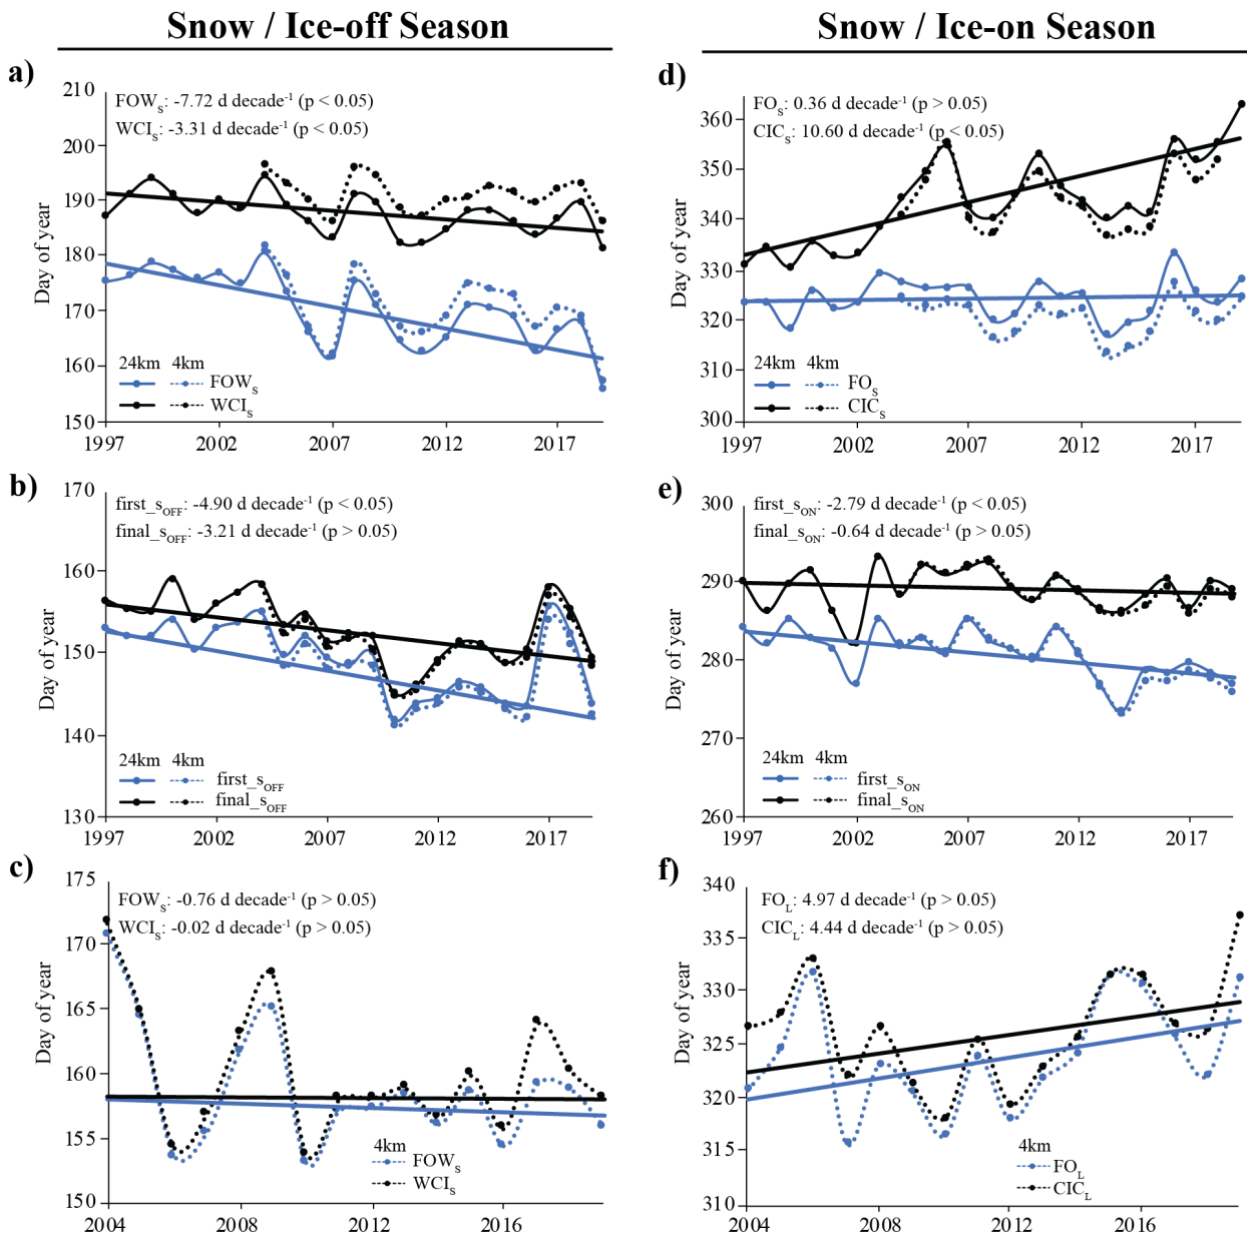 Snow / Ice-off Season
Snow / Ice-on Season
a)
210
200
190
180
170
160
150
Day of year
FOWS: -7.72 d decade-1 (p < 0.05)
WCIS: -3.31 d decade-1 (p < 0.05)
24km 4km
FOWS
WCIS
1997 2002 2007 2012 2017
d)
360
350
340
330
320
310
300
Day of year
FOS: 0.36 d decade-1 (p > 0.05)
CICS: 10.60 d decade-1 (p < 0.05)
24km 4km
FOS
CICS
1997 2002 2007 2012 2017
b)
170
160
150
140
130
Day of year
first_sOFF: -4.90 d decade-1 (p < 0.05)
final_sOFF: -3.21 d decade-1 (p > 0.05)
24km 4km
first_sOFF
final_sOFF
1997 2002 2007 2012 2017
e)
300
290
280
270
260
Day of year
first_sON: -2.79 d decade-1 (p < 0.05)
final_sON: -0.64 d decade-1 (p > 0.05)
24km 4km
first_sON
final_sON
1997 2002 2007 2012 2017
c)
175
170
165
160
155
150
Day of year
FOWS: -0.76 d decade-1 (p > 0.05)
WCIS: -0.02 d decade-1 (p > 0.05)
4km
FOWS
WCIS
2004 2008 2012 2016
f)
340
335
330
325
320
315
310
Day of year
FOL: 4.97 d decade-1 (p > 0.05)
CICL: 4.44 d decade-1 (p > 0.05)
4km
FOL
CICL
2004 2008 2012 2016